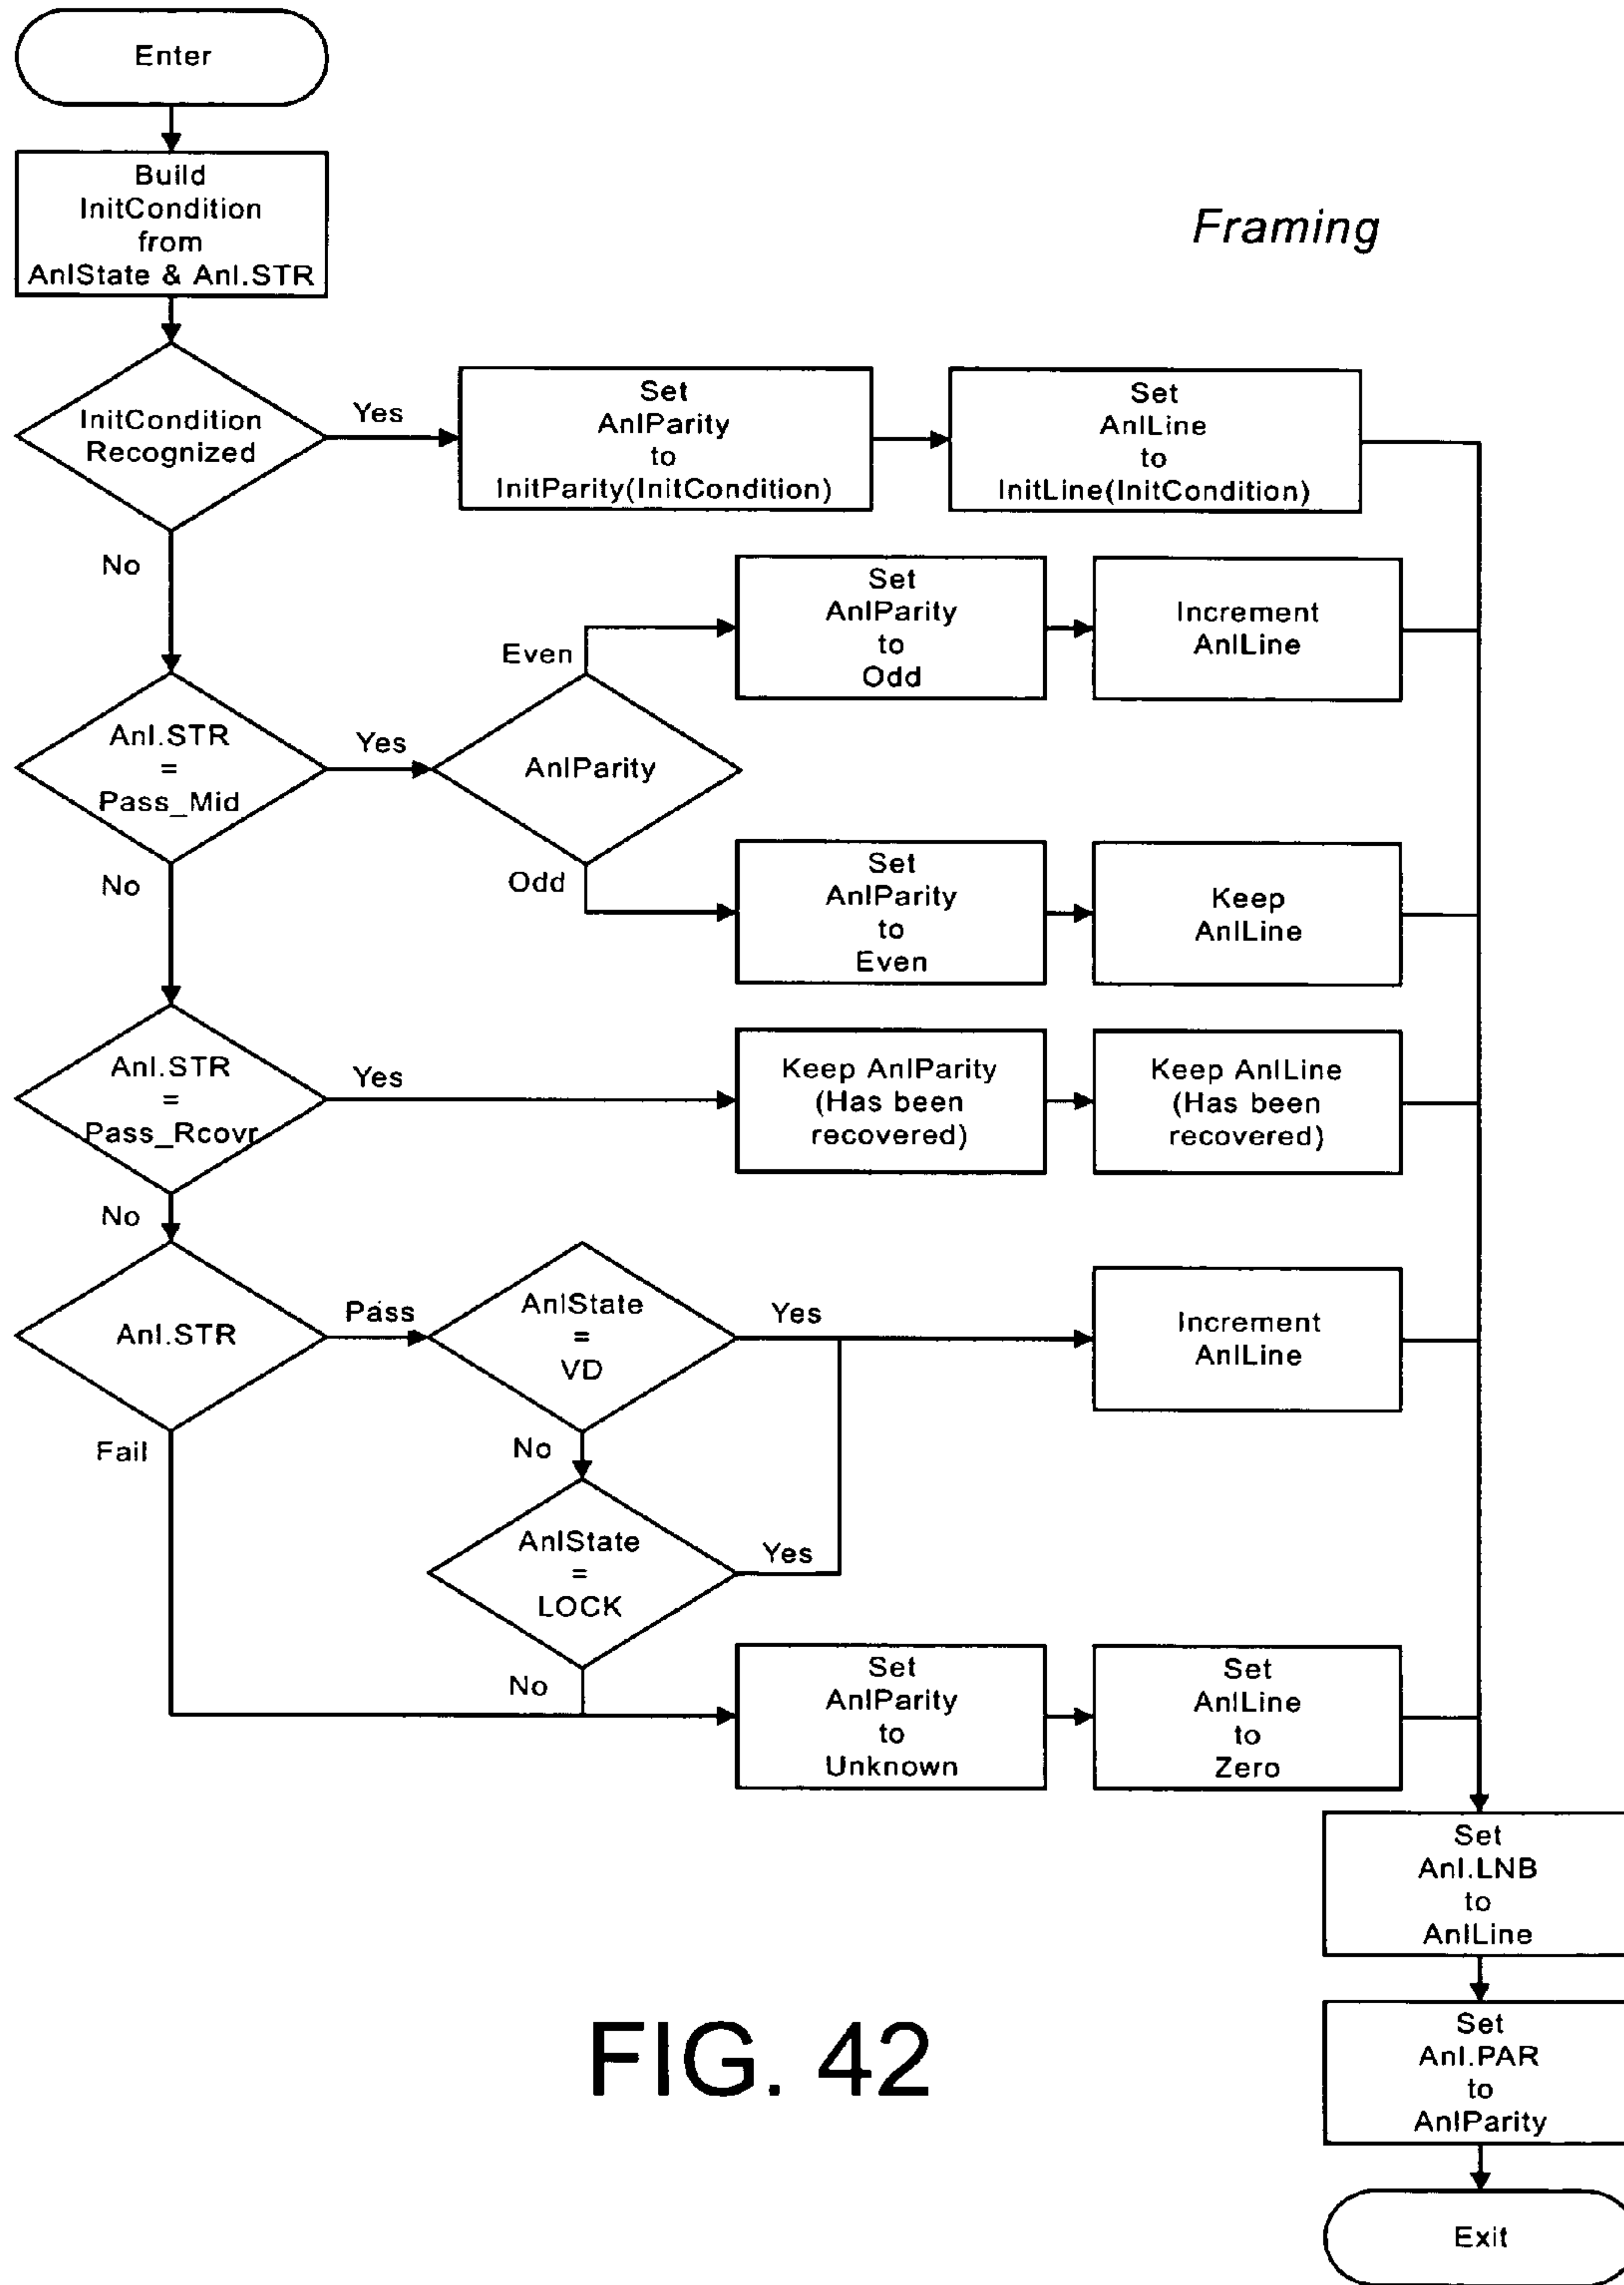 Enter
Build
InitCondition
from
AnlState & Anl.STR
Framing
InitCondition
Recognized
Yes
Set
AnlParity
to
InitParity(InitCondition)
Set
AnlLine
to
InitLine(InitCondition)
No
Anl.STR
=
Pass_Mid
Yes
AnlParity
Even
Set
AnlParity
to
Odd
Increment
AnlLine
Odd
Set
AnlParity
to
Even
Keep
AnlLine
No
Anl.STR
=
Pass_Rcovr
Yes
Keep AnlParity
(Has been
recovered)
Keep AnlLine
(Has been
recovered)
No
Anl.STR
Pass
AnlState
=
VD
Yes
Increment
AnlLine
No
AnlState
=
LOCK
Yes
Fail
No
Set
AnlParity
to
Unknown
Set
AnlLine
to
Zero
Set
Anl.LNB
to
AnlLine
Set
Anl.PAR
to
AnlParity
Exit
FIG. 42